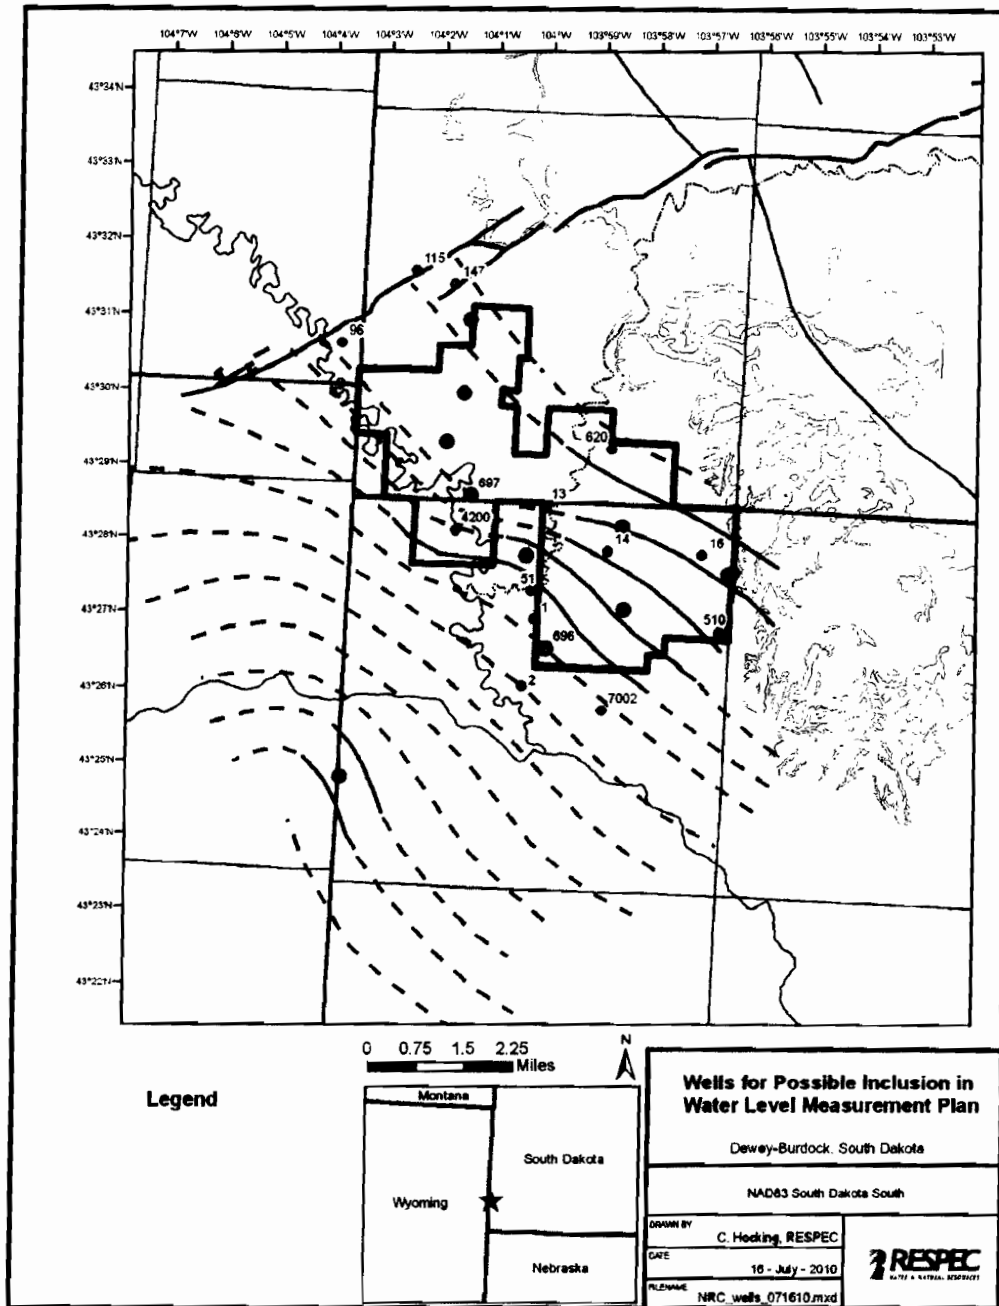 104°7'W 104°6'W 104°5'W 104°4'W 104°3'W 104°2'W 104°1'W 104°W 103°59'W 103°58'W 103°57'W 103°56'W 103°55'W 103°54'W 103°53'W
43°34'N
43°33'N
43°32'N
115
147
43°31'N
96
43°30'N
620
43°29'N
697
13
4200
14
16
43°28'N
51
43°27'N
1
510
696
43°26'N
2
7002
43°25'N
43°24'N
43°23'N
43°22'N
0 0.75 1.5 2.25
Miles
N
Legend
Montana
South Dakota
Wyoming
Nebraska
Wells for Possible Inclusion in
Water Level Measurement Plan
Dewey-Burdock, South Dakota
NAD83 South Dakota South
DRAWN BY
C. Hocking, RESPEC
DATE
16 - July - 2010
FILENAME
NRC_wells_071610.mxd
RESPEC
WATER & NATURAL RESOURCES